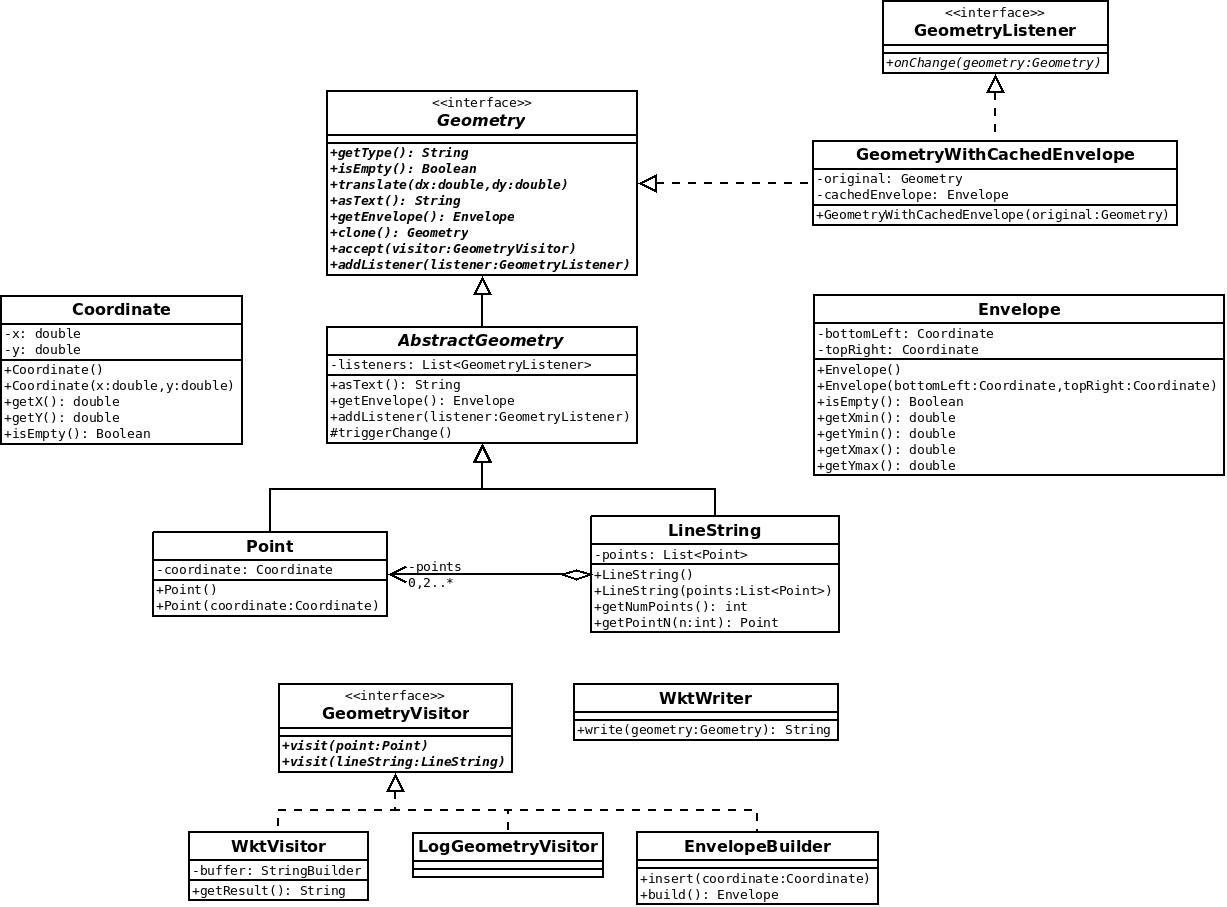 <<interface>>
GeometryListener
+onChange(geometry:Geometry)
<<interface>>
Geometry
+getType(): String
+isEmpty(): Boolean
+translate(dx:double,dy:double)
+asText(): String
+getEnvelope(): Envelope
+clone(): Geometry
+accept(visitor:GeometryVisitor)
+addListener(listener:GeometryListener)
GeometryWithCachedEnvelope
-original: Geometry
-cachedEnvelope: Envelope
+GeometryWithCachedEnvelope(original:Geometry)
Coordinate
-x: double
-y: double
+Coordinate()
+Coordinate(x:double,y:double)
+getX(): double
+getY(): double
+isEmpty(): Boolean
AbstractGeometry
-listeners: List<GeometryListener>
+asText(): String
+getEnvelope(): Envelope
+addListener(listener:GeometryListener)
#triggerChange()
Envelope
-bottomLeft: Coordinate
-topRight: Coordinate
+Envelope()
+Envelope(bottomLeft:Coordinate,topRight:Coordinate)
+isEmpty(): Boolean
+getXmin(): double
+getYmin(): double
+getXmax(): double
+getYmax(): double
Point
-coordinate: Coordinate
+Point()
+Point(coordinate:Coordinate)
-points
0,2..*
LineString
-points: List<Point>
+LineString()
+LineString(points:List<Point>)
+getNumPoints(): int
+getPointN(n:int): Point
<<interface>>
GeometryVisitor
+visit(point:Point)
+visit(lineString:LineString)
WktWriter
+write(geometry:Geometry): String
WktVisitor
-buffer: StringBuilder
+getResult(): String
LogGeometryVisitor
EnvelopeBuilder
+insert(coordinate:Coordinate)
+build(): Envelope